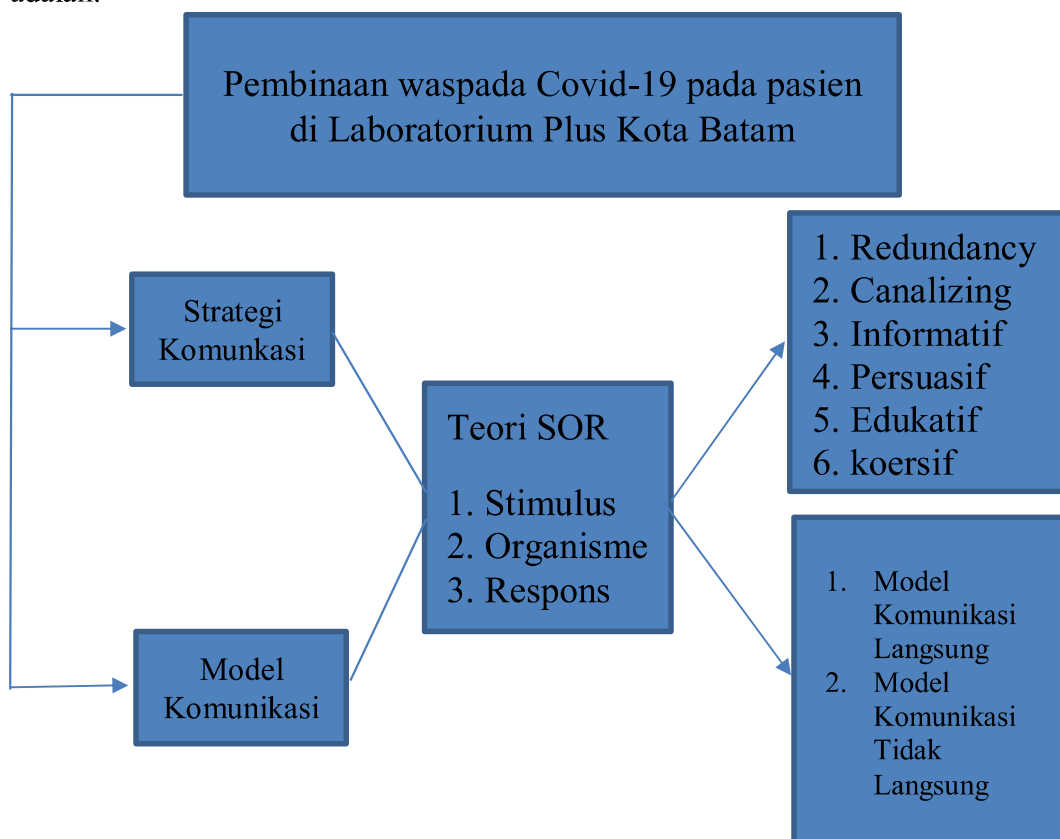 Pembinaan waspada Covid-19 pada pasien
di Laboratorium Plus Kota Batam
Strategi
Komunkasi
Model
Komunikasi
Teori SOR
1. Stimulus
2. Organisme
3. Respons
1. Redundancy
2. Canalizing
3. Informatif
4. Persuasif
5. Edukatif
6. koersif
1. Model
Komunikasi
Langsung
2. Model
Komunikasi
Tidak
Langsung